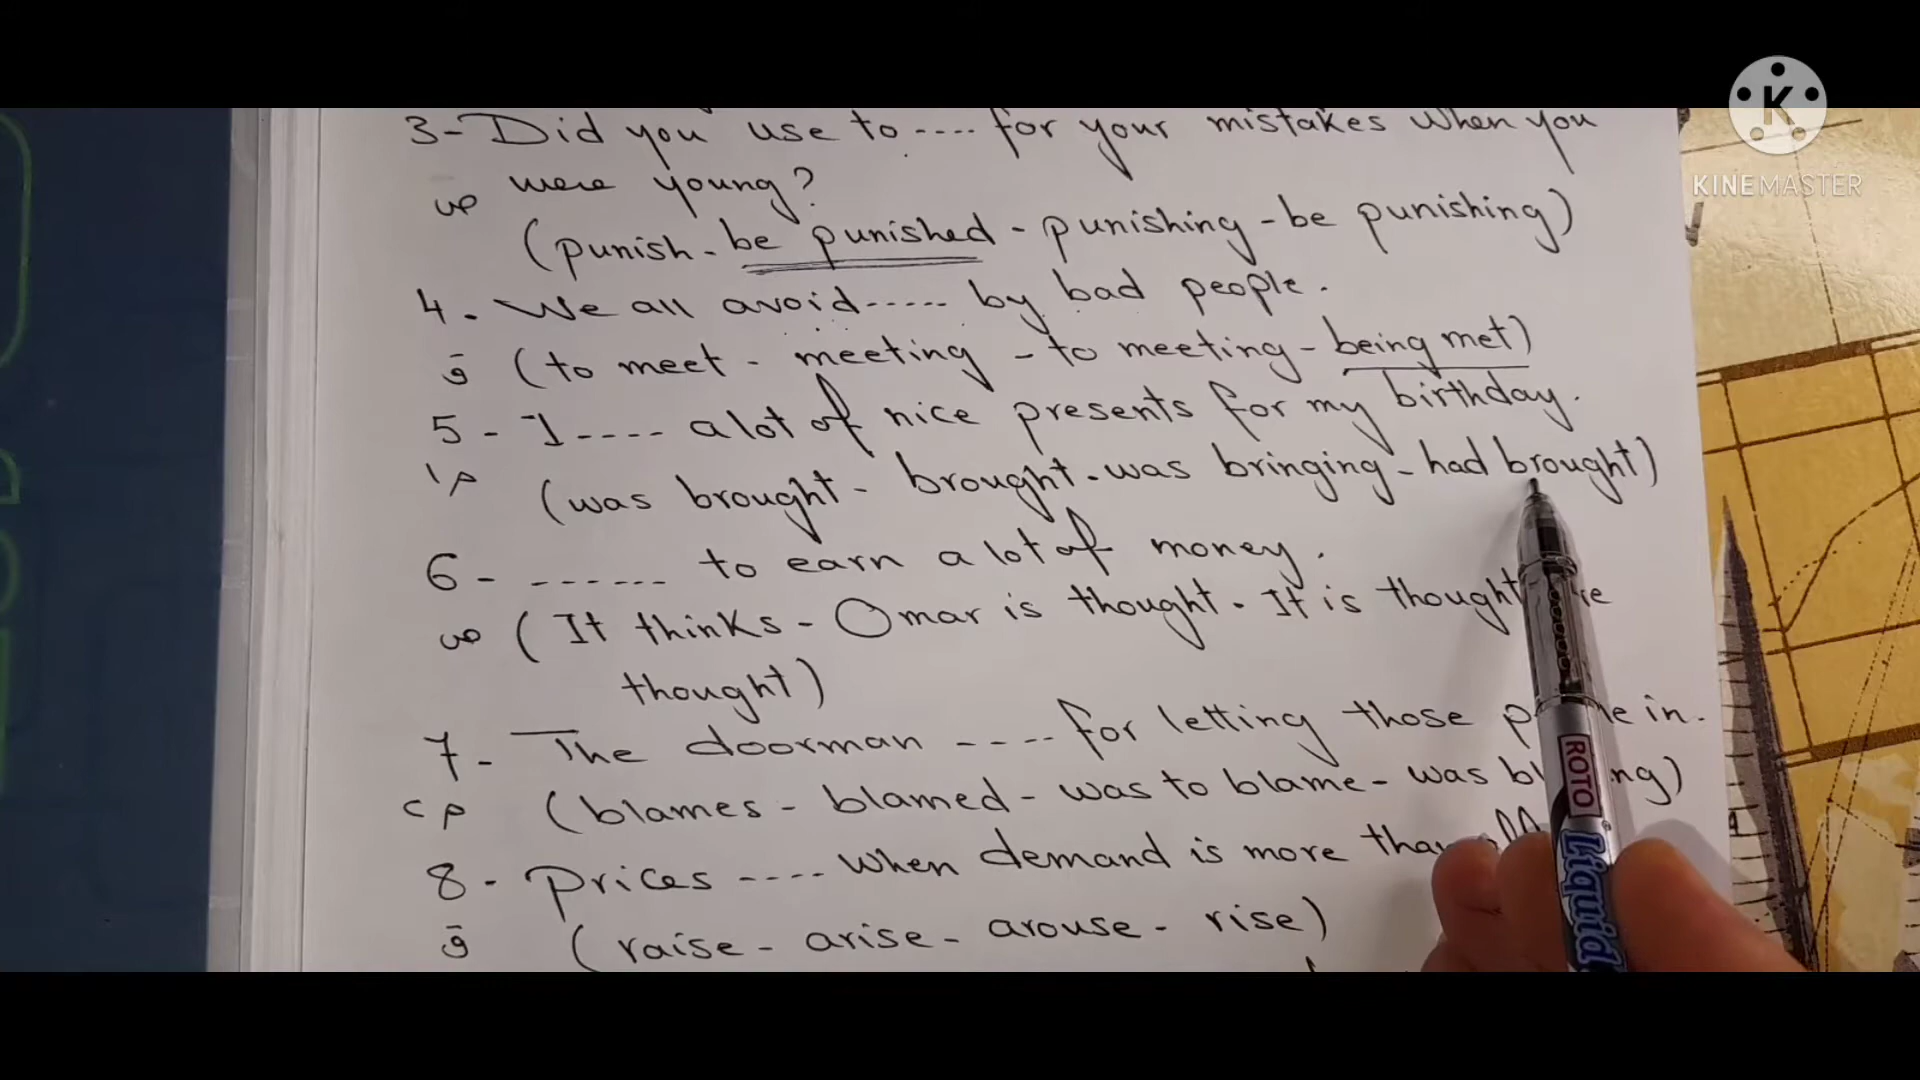 K
KINEMASTER
3-Did you use to .... for your mistakes when you
were young?
(punish - be punished - punishing - be punishing)
4. We all avoid ..... by bad people.
(to meet - meeting - to meeting - being met)
5 - I .... a lot of nice presents for my birthday.
(was brought - brought - was bringing - had brought)
6 - ...... to earn a lot of money.
(It thinks - Omar is thought - It is thought
thought)
7 - The doorman .... for letting those in.
(blames - blamed - was to blame - was
8 - Prices .... when demand is more than
(raise - arise - arouse - rise)
ROTO
Liquid